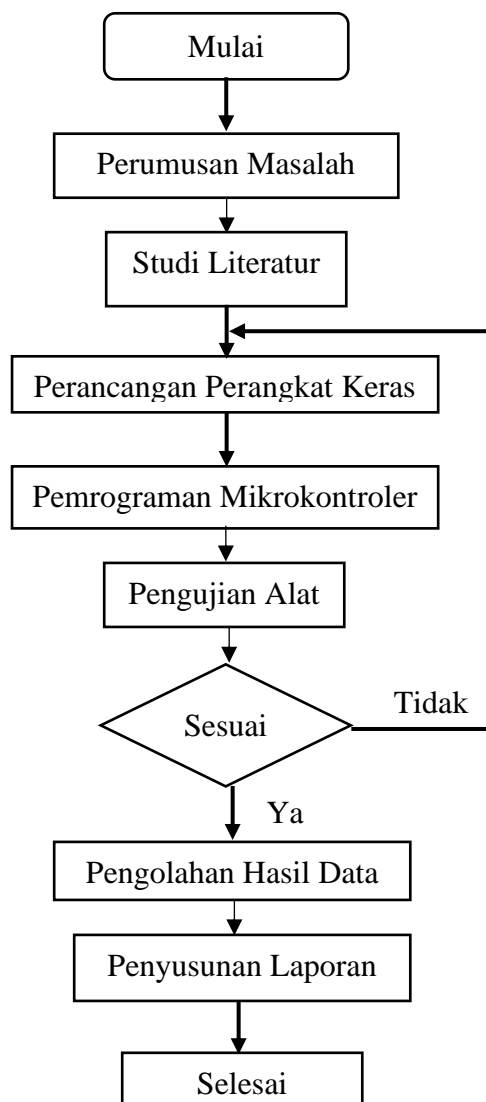 Mulai
Perumusan Masalah
Studi Literatur
Perancangan Perangkat Keras
Pemrograman Mikrokontroler
Pengujian Alat
Sesuai
Tidak
Ya
Pengolahan Hasil Data
Penyusunan Laporan
Selesai